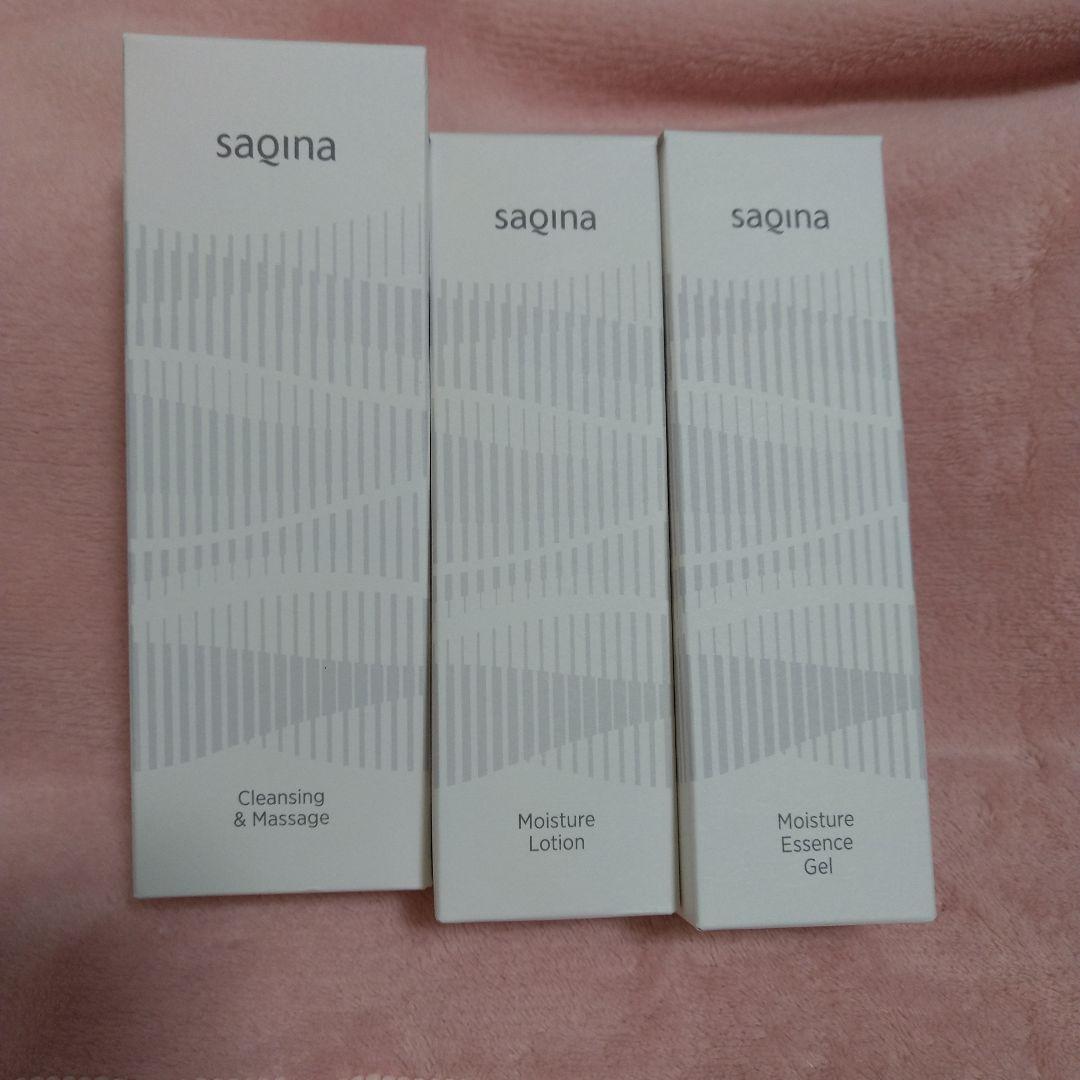 saqina
Cleansing
& Massage
saqina
Moisture
Lotion
saqina
Moisture
Essence
Gel